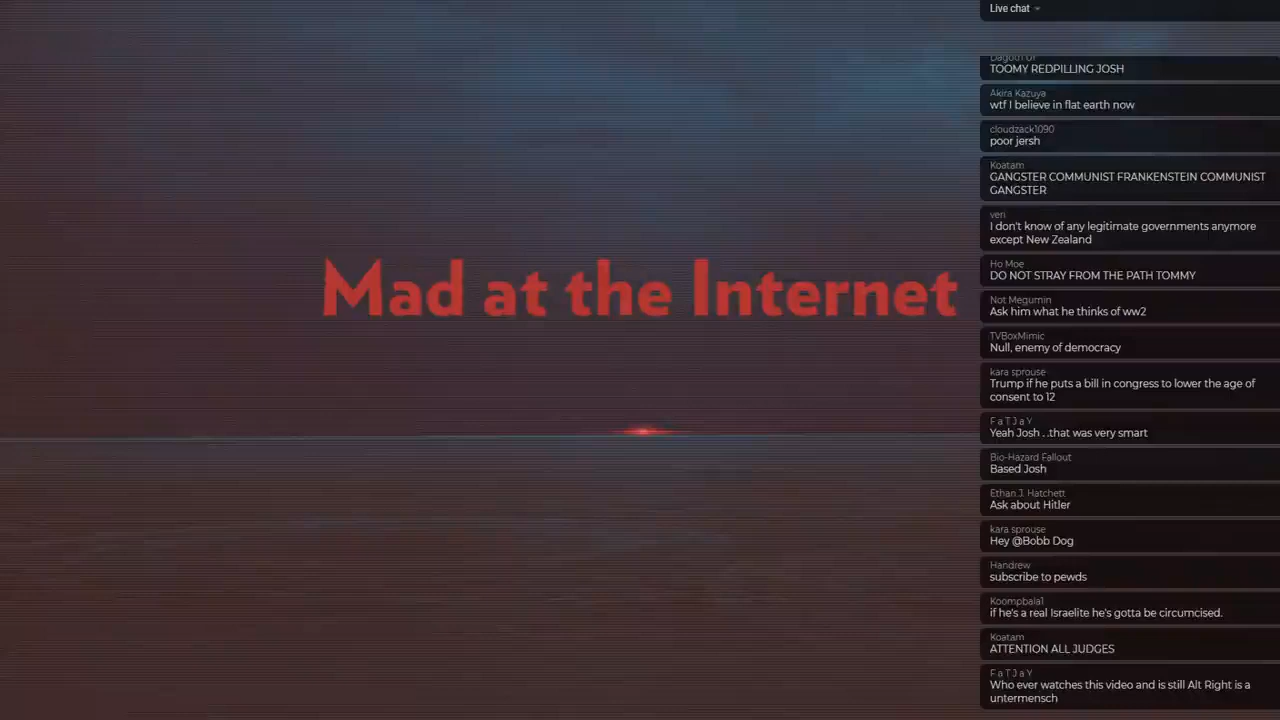 Live chat
Mad at the Internet
Dagoth Ur
TOOMY REDPILLING JOSH
Akira Kazuya
wtf I believe in flat earth now
cloudzack1090
poor jersh
Koatam
GANGSTER COMMUNIST FRANKENSTEIN COMMUNIST
GANGSTER
veri
I don't know of any legitimate governments anymore
except New Zealand
Ho Moe
DO NOT STRAY FROM THE PATH TOMMY
Not Megumin
Ask him what he thinks of ww2
TVBoxMimic
Null, enemy of democracy
kara sprouse
Trump if he puts a bill in congress to lower the age of
consent to 12
F a T J a Y
Yeah Josh . .that was very smart
Bio-Hazard Fallout
Based Josh
Ethan J. Hatchett
Ask about Hitler
kara sprouse
Hey @Bobb Dog
Handrew
subscribe to pewds
Koompbala1
if he's a real Israelite he's gotta be circumcised.
Koatam
ATTENTION ALL JUDGES
F a T J a Y
Who ever watches this video and is still Alt Right is a
untermensch